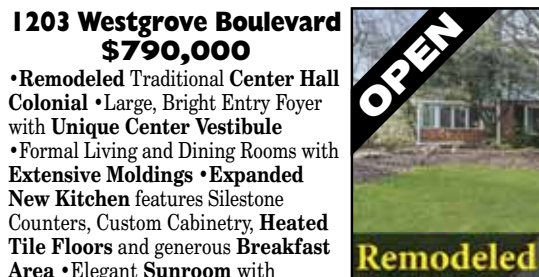 1203 Westgrove Boulevard
$790,000
•Remodeled Traditional Center Hall
Colonial •Large, Bright Entry Foyer
with Unique Center Vestibule
•Formal Living and Dining Rooms with
Extensive Moldings •Expanded
New Kitchen features Silestone
Counters, Custom Cabinetry, Heated
Tile Floors and generous Breakfast
Area •Elegant Sunroom with
OPEN
Remodeled